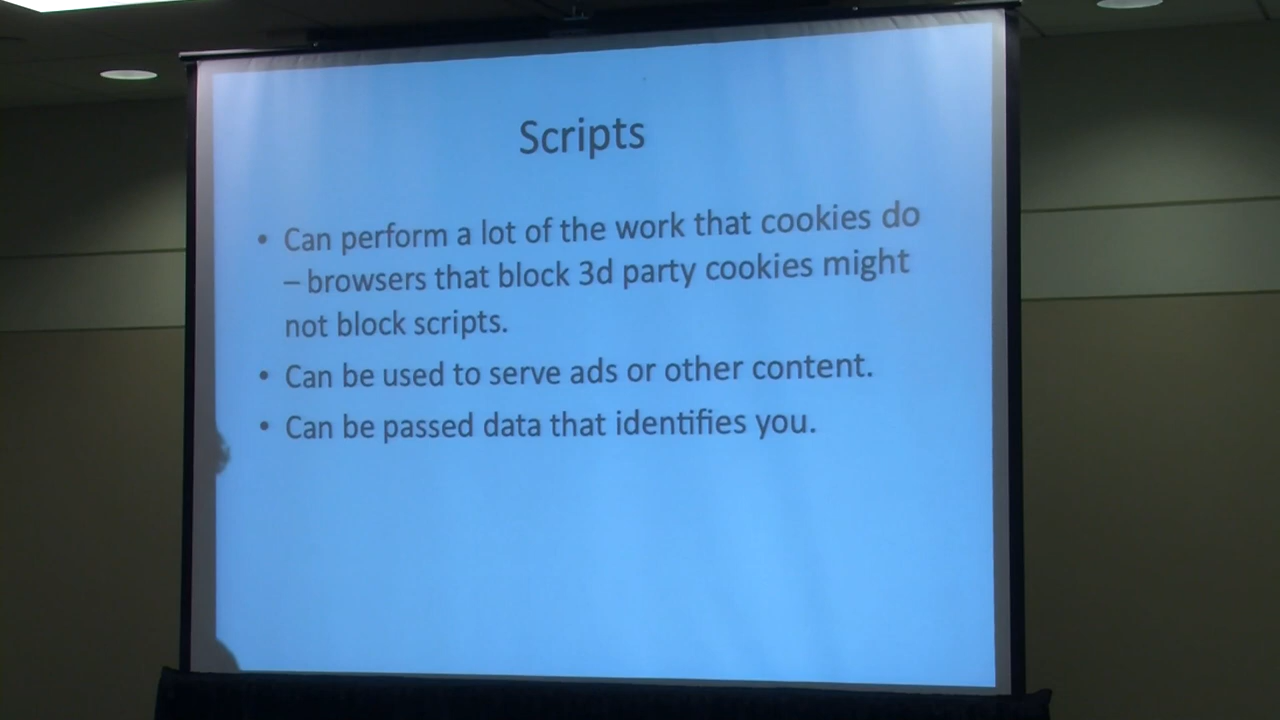 Scripts
• Can perform a lot of the work that cookies do
– browsers that block 3d party cookies might
not block scripts.
• Can be used to serve ads or other content.
• Can be passed data that identifies you.